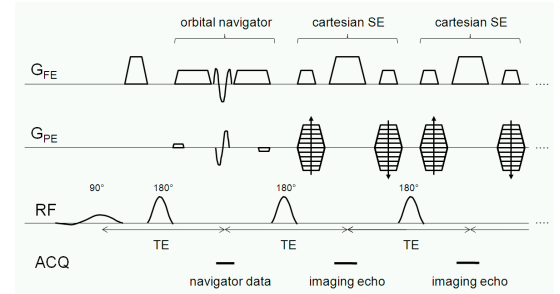 orbital navigator cartesian SE cartesian SE
G_FE
G_PE
90° 180° 180° 180°
RF
TE TE TE
ACQ
navigator data imaging echo imaging echo